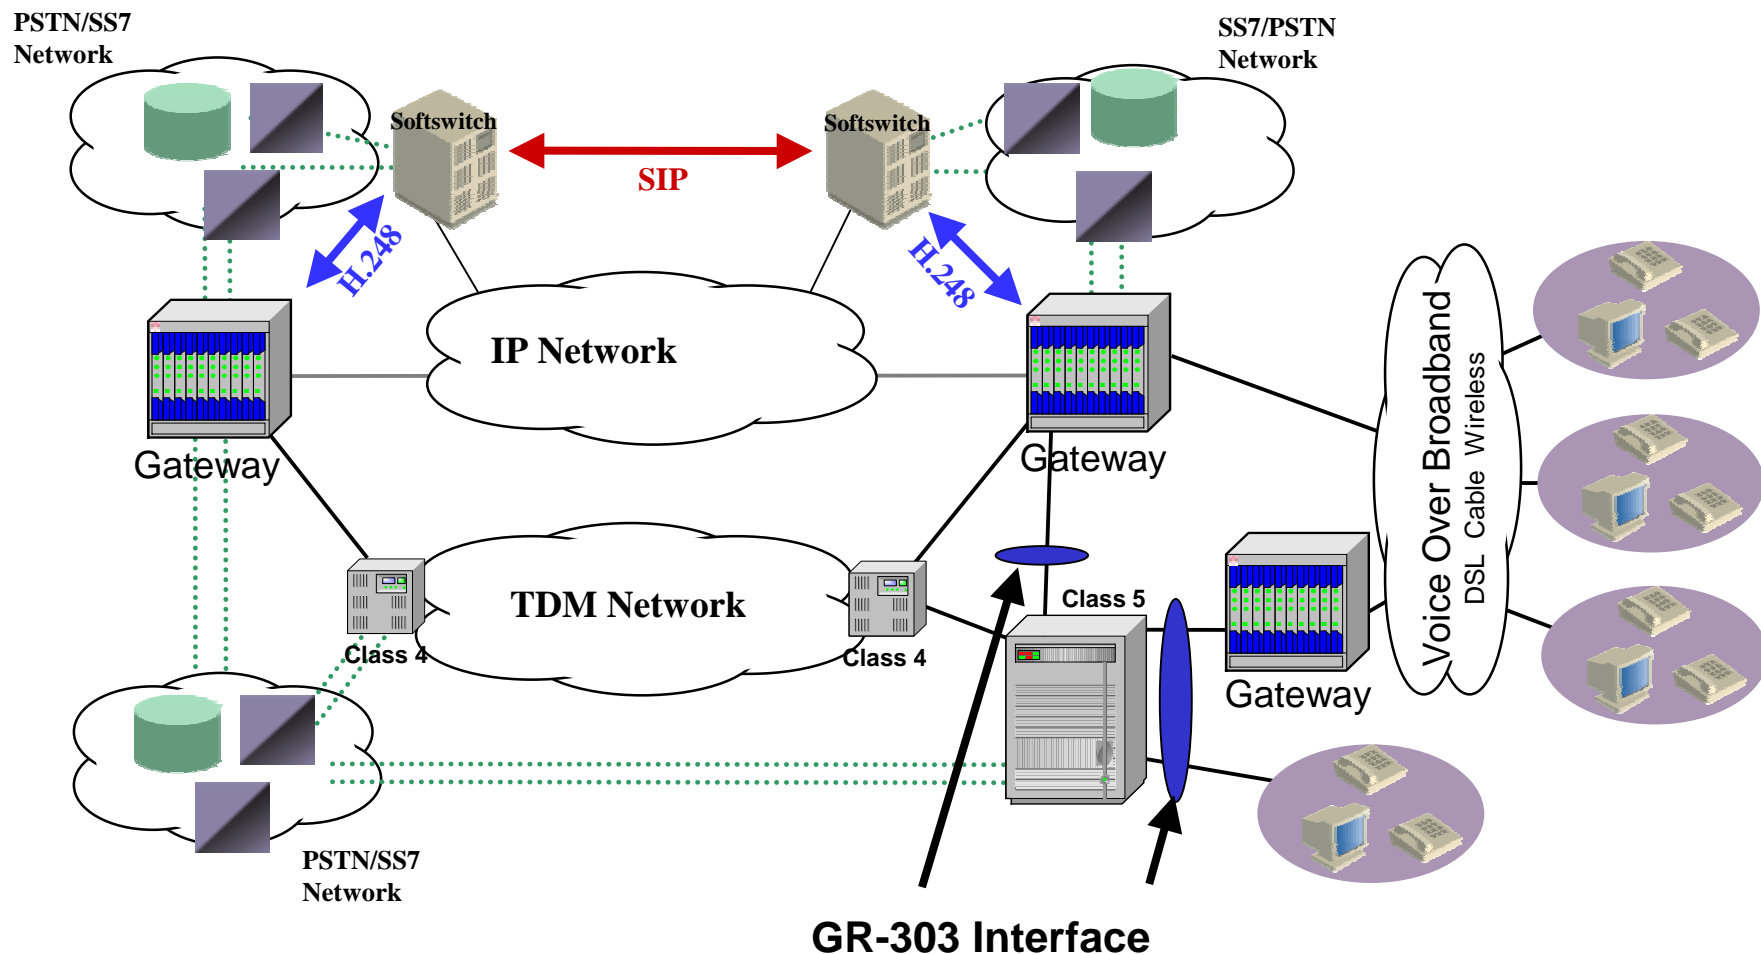 PSTN/SS7
Network
SS7/PSTN
Network
Softswitch
Softswitch
SIP
H.248
H.248
IP Network
Gateway
Gateway
Voice Over Broadband
DSL Cable Wireless
TDM Network
Class 4
Class 4
Class 5
Gateway
PSTN/SS7
Network
GR-303 Interface